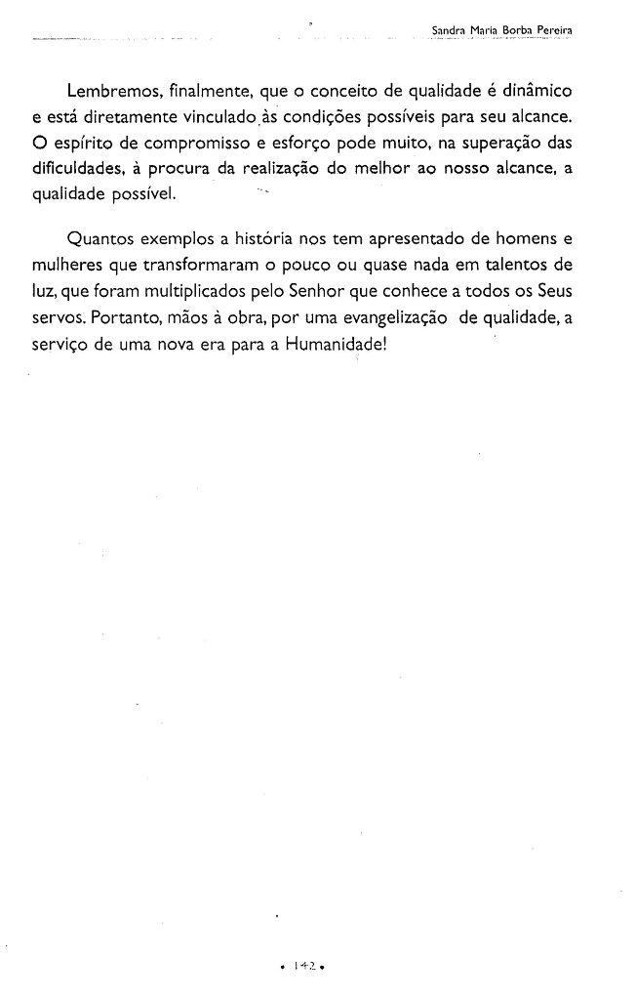 Sandra Maria Borba Pereira
Lembremos, finalmente, que o conceito de qualidade é dinâmico
e está diretamente vinculado às condições possíveis para seu alcance.
O espírito de compromisso e esforço pode muito, na superação das
dificuldades, à procura da realização do melhor ao nosso alcance, a
qualidade possível.
Quantos exemplos a história nos tem apresentado de homens e
mulheres que transformaram o pouco ou quase nada em talentos de
luz, que foram multiplicados pelo Senhor que conhece a todos os Seus
servos. Portanto, mãos à obra, por uma evangelização de qualidade, a
serviço de uma nova era para a Humanidade!
• 142 •